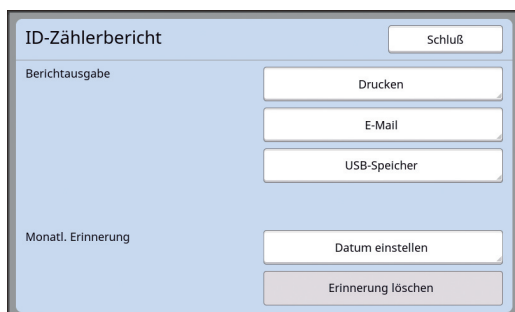 ID-Zählerbericht
Schluß
Berichtausgabe
Drucken
E-Mail
USB-Speicher
Monatl. Erinnerung
Datum einstellen
Erinnerung löschen